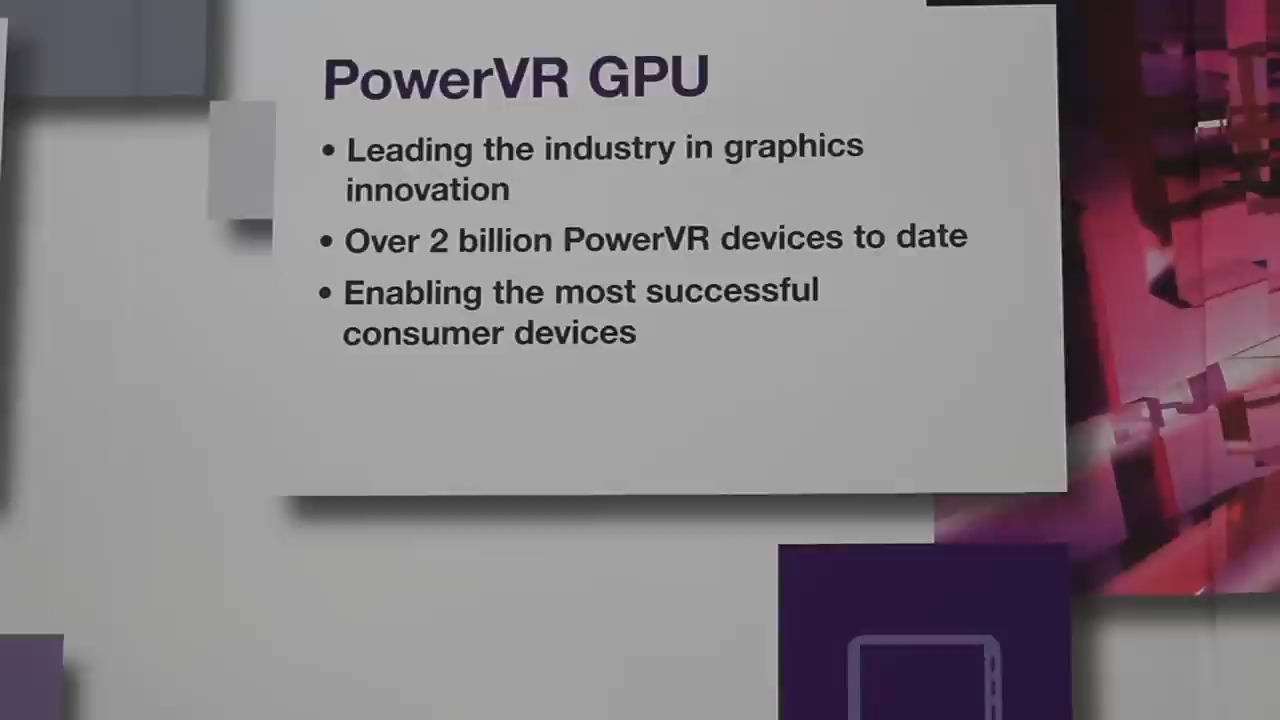 PowerVR GPU
• Leading the industry in graphics
innovation
• Over 2 billion PowerVR devices to date
• Enabling the most successful
consumer devices